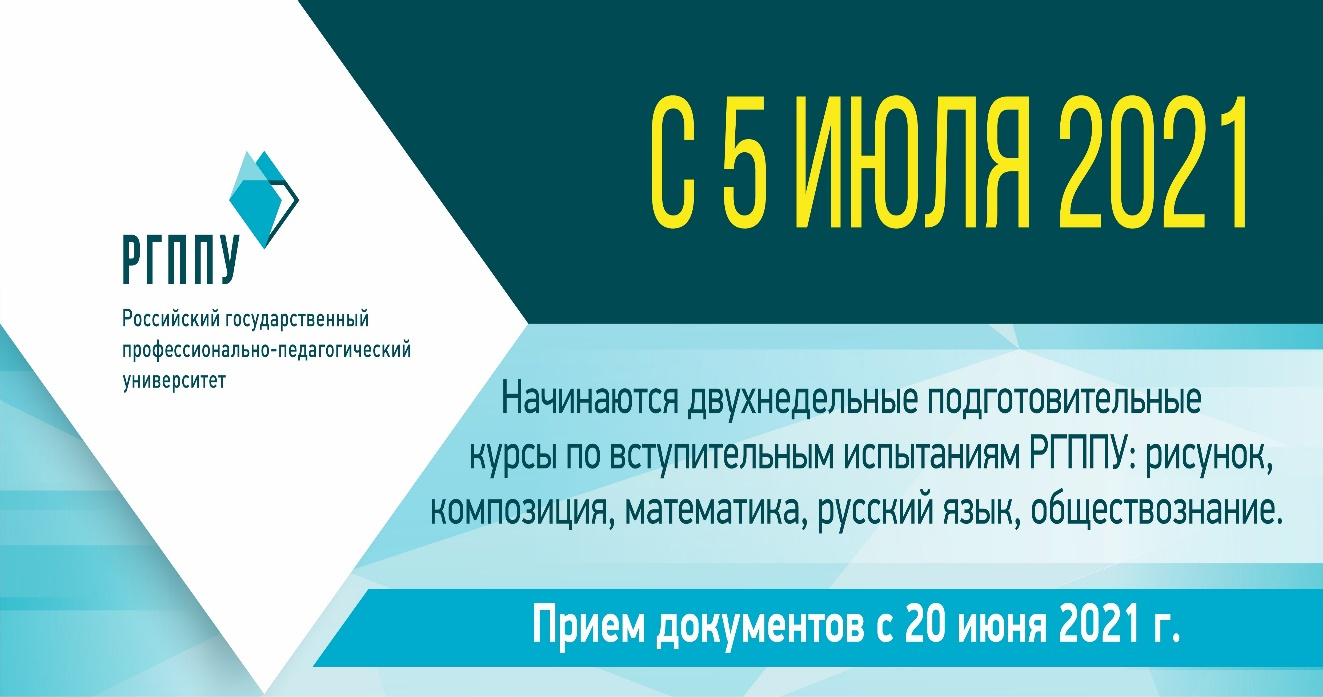 РГППУ
Российский государственный
профессионально-педагогический
университет
С 5 ИЮЛЯ 2021
Начинаются двухнедельные подготовительные
курсы по вступительным испытаниям РГППУ: рисунок,
композиция, математика, русский язык, обществознание.
Прием документов с 20 июня 2021 г.